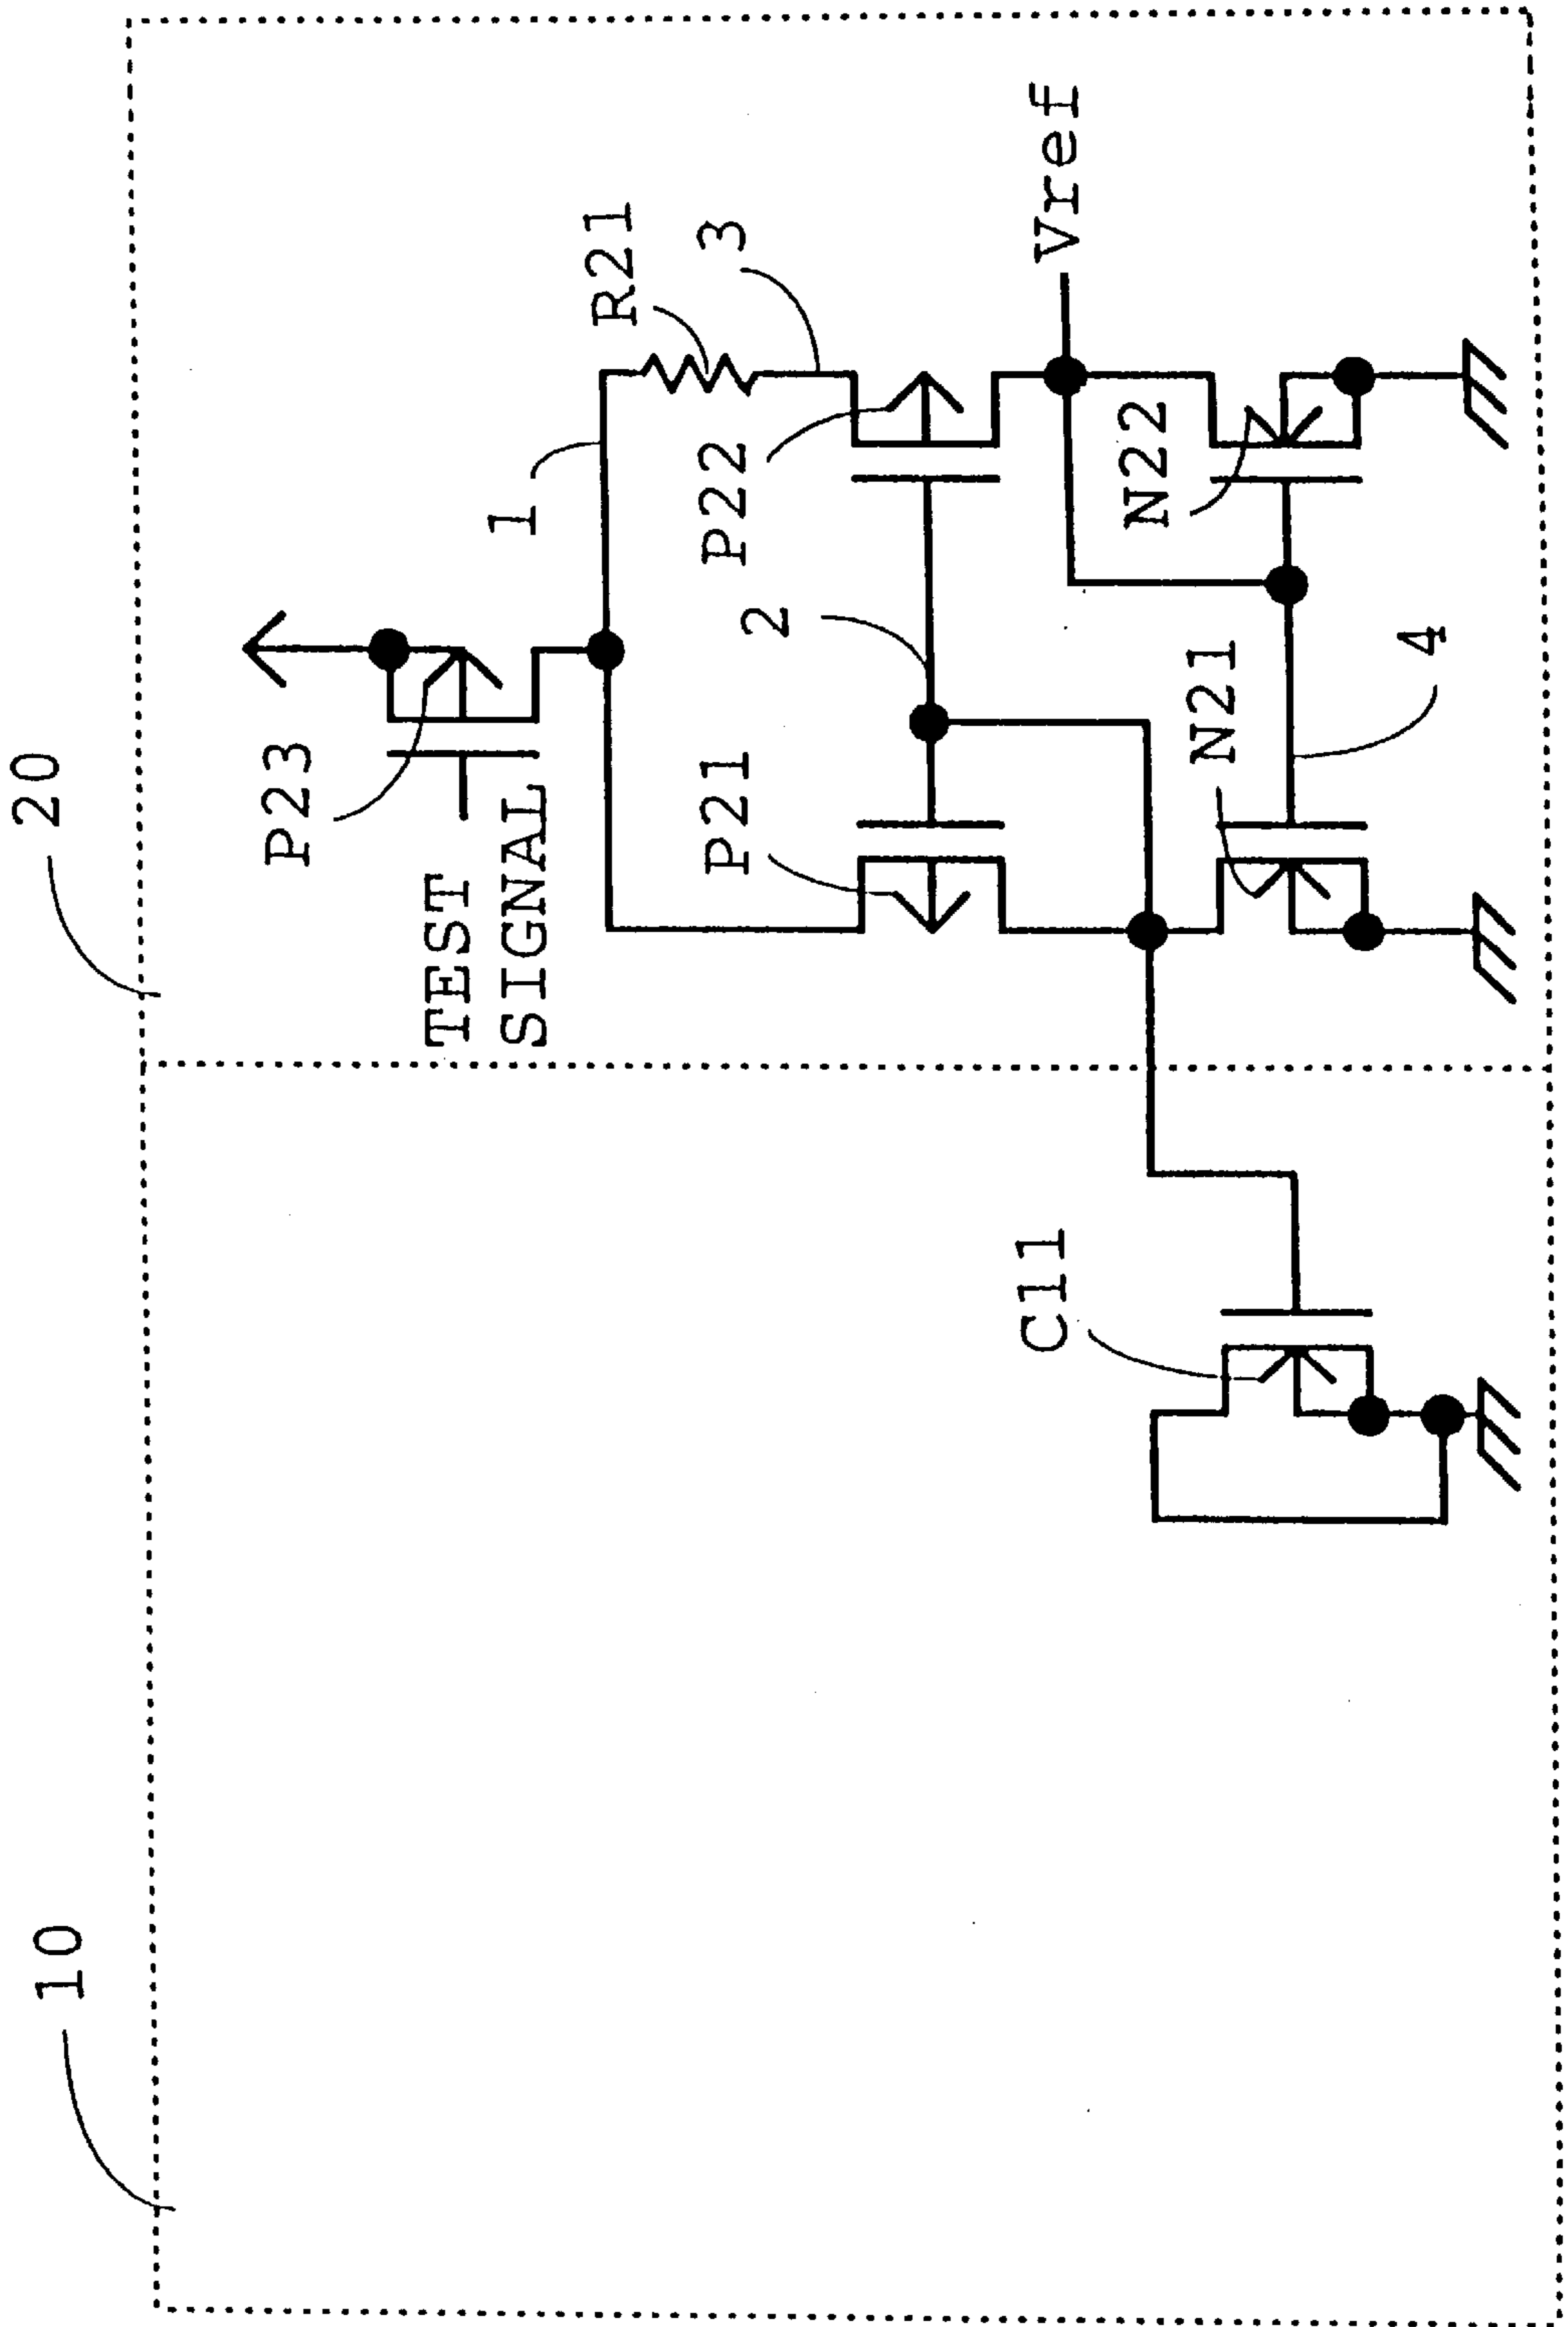 10
20
P23
TEST
SIGNAL
1
R21
3
P21
2
P22
Vref
C11
N21
N22
4